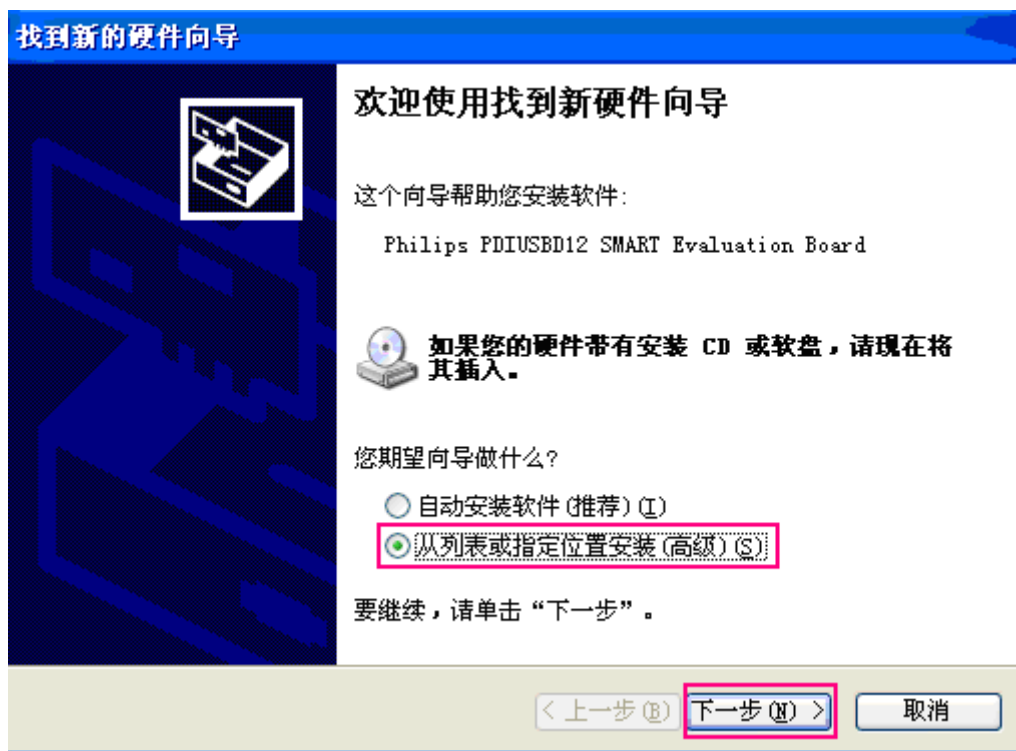 找到新的硬件向导
欢迎使用找到新硬件向导
这个向导帮助您安装软件:
Philips PDIUSBD12 SMART Evaluation Board
如果您的硬件带有安装 CD 或软盘，请现在将
其插入。
您期望向导做什么?
自动安装软件(推荐)(I)
从列表或指定位置安装(高级)(S)
要继续，请单击“下一步”。
< 上一步(B) 下一步(N) > 取消